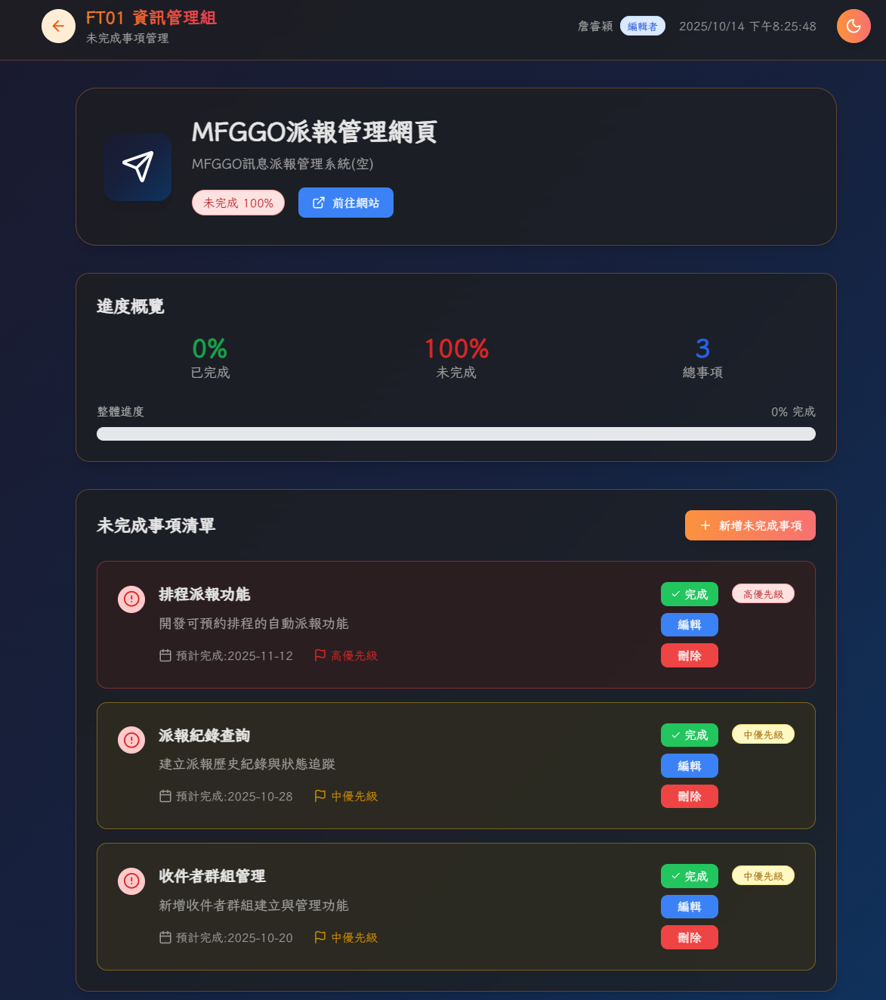 FT01 資訊管理組
未完成事項管理
詹睿穎 編輯者 2025/10/14 下午8:25:48
MFGGO派報管理網頁
MFGGO訊息派報管理系統(空)
未完成 100% 前往網站
進度概覽
0% 100% 3
已完成 未完成 總事項
整體進度 0% 完成
未完成事項清單 新增未完成事項
排程派報功能 完成 高優先級
開發可預約排程的自動派報功能 編輯
預計完成:2025-11-12 高優先級 刪除
派報紀錄查詢 完成 中優先級
建立派報歷史紀錄與狀態追蹤 編輯
預計完成:2025-10-28 中優先級 刪除
收件者群組管理 完成 中優先級
新增收件者群組建立與管理功能 編輯
預計完成:2025-10-20 中優先級 刪除